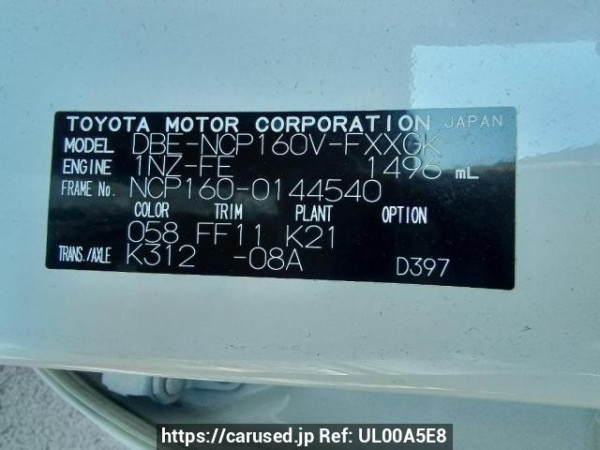 TOYOTA MOTOR CORPORATION JAPAN
MODEL DBE-NCP160V-FXXGK
ENGINE 1NZ-FE 1496 mL
FRAME No. NCP160-0144540
COLOR TRIM PLANT OPTION
058 FF11 K21
TRANS./AXLE K312 -08A D397
https://carused.jp Ref: UL00A5E8